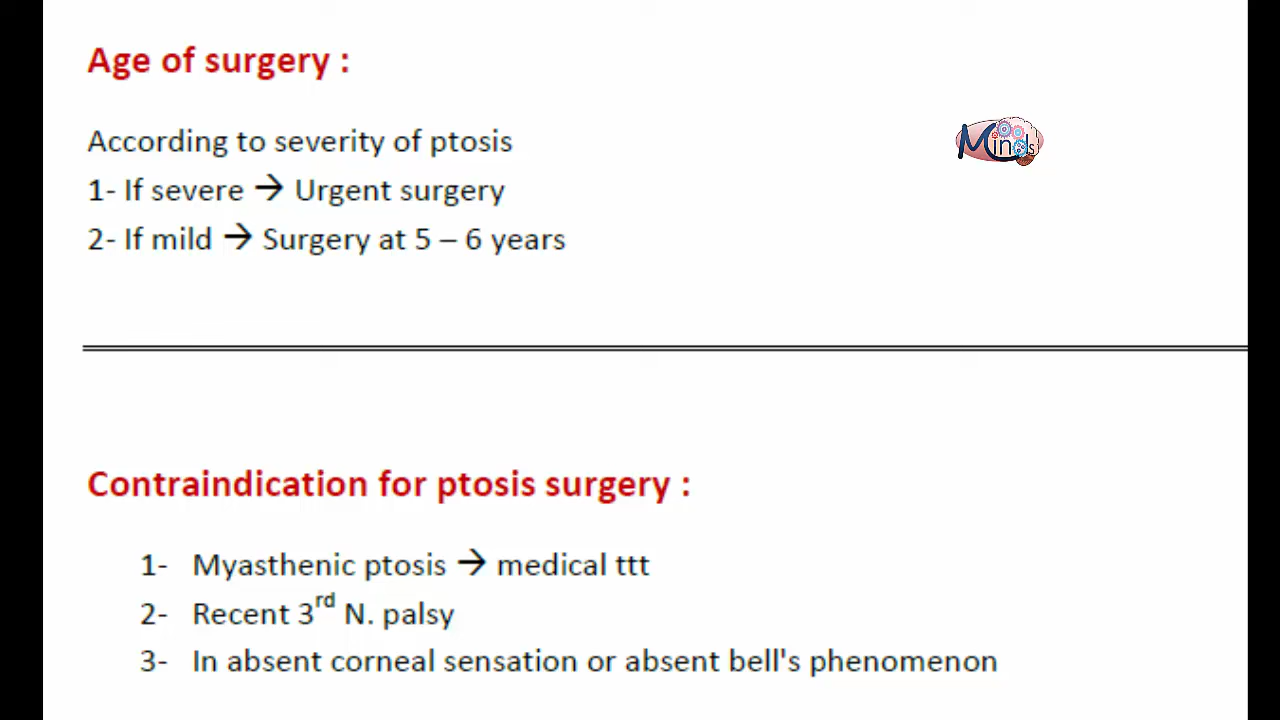 Age of surgery :
Minds
According to severity of ptosis
1- If severe → Urgent surgery
2- If mild → Surgery at 5 – 6 years
Contraindication for ptosis surgery :
1- Myasthenic ptosis → medical ttt
2- Recent 3rd N. palsy
3- In absent corneal sensation or absent bell's phenomenon